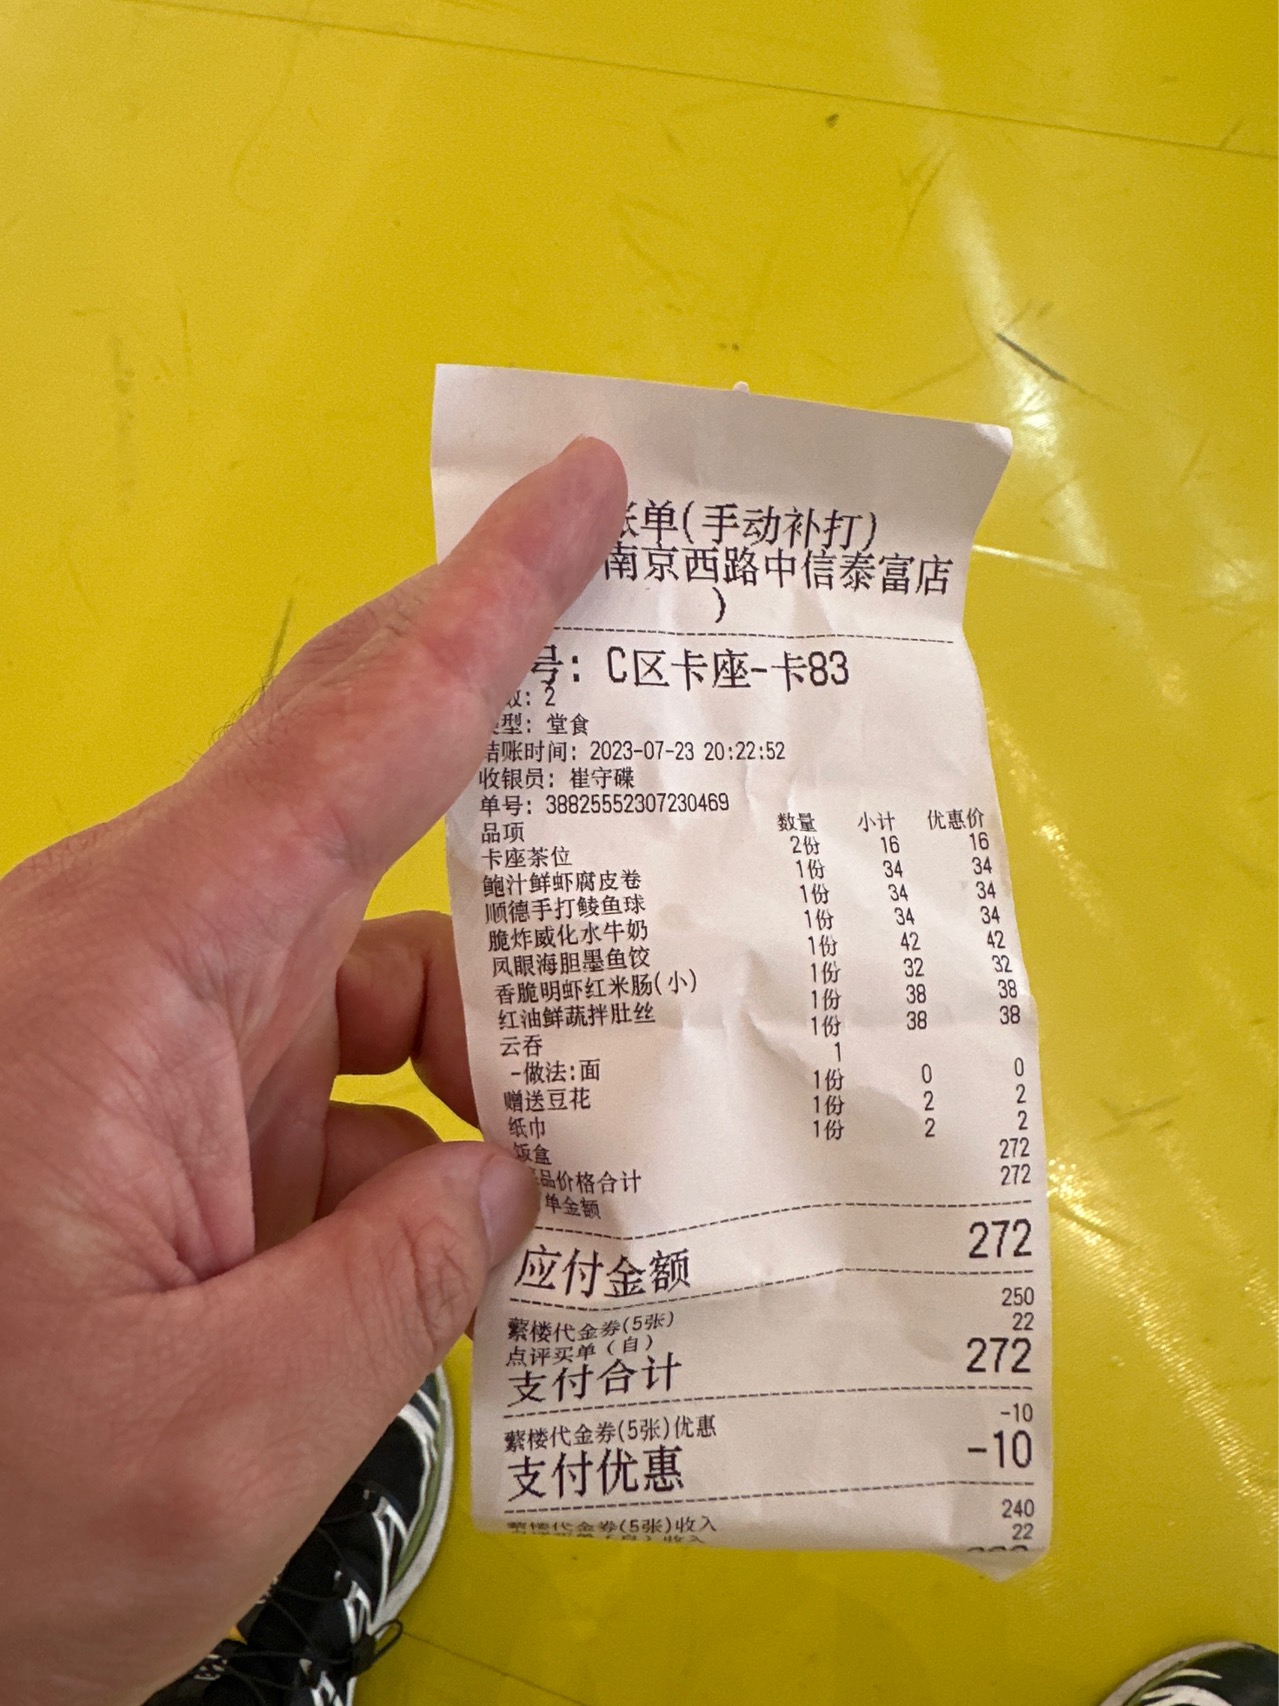 单(手动补打)
南京西路中信泰富店
)
号: C区卡座-卡83
数: 2
型: 堂食
结账时间: 2023-07-23 20:22:52
收银员: 崔守碟
单号: 38825552307230469
品项 数量 小计 优惠价
卡座茶位 2份 16 16
鲍汁鲜虾腐皮卷 1份 34 34
顺德手打鲮鱼球 1份 34 34
脆炸威化水牛奶 1份 34 34
凤眼海胆墨鱼饺 1份 42 42
香脆明虾红米肠(小) 1份 32 32
红油鲜蔬拌肚丝 1份 38 38
云吞 1份 38 38
-做法:面 1
赠送豆花 1份 0 0
纸巾 1份 2 2
饭盒 1份 2 2
品价格合计 272
单金额 272
应付金额 272
蘩楼代金券(5张) 250
点评买单(自) 22
支付合计 272
蘩楼代金券(5张)优惠 -10
支付优惠 -10
蘩楼代金券(5张)收入 240
22